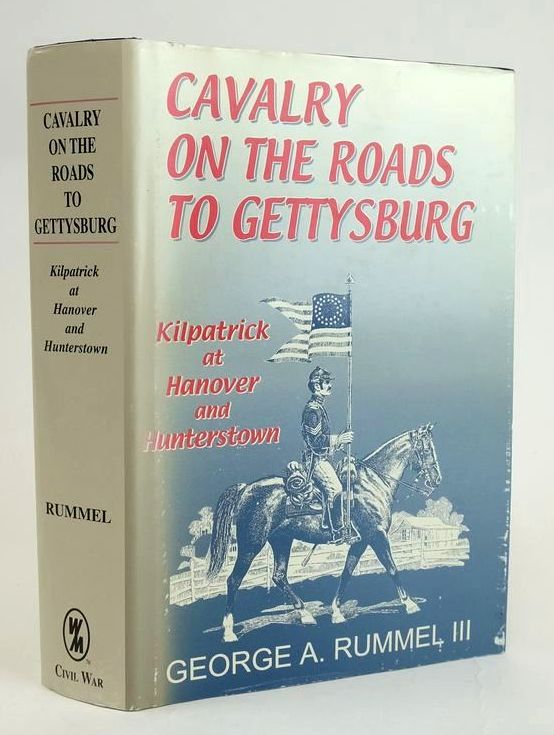 CAVALRY
ON THE
ROADS
TO
GETTYSBURG
Kilpatrick
at
Hanover
and
Hunterstown
RUMMEL
WM
TM
CIVIL WAR
CAVALRY
ON THE ROADS
TO GETTYSBURG
Kilpatrick
at
Hanover
and
Hunterstown
GEORGE A. RUMMEL III